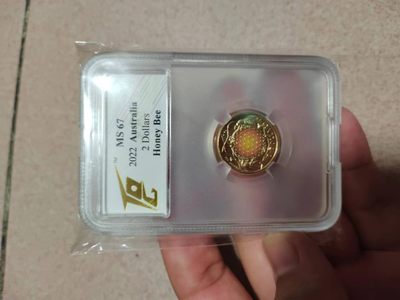 MS 67
2022 Australia
2 Dollars
Honey Bee